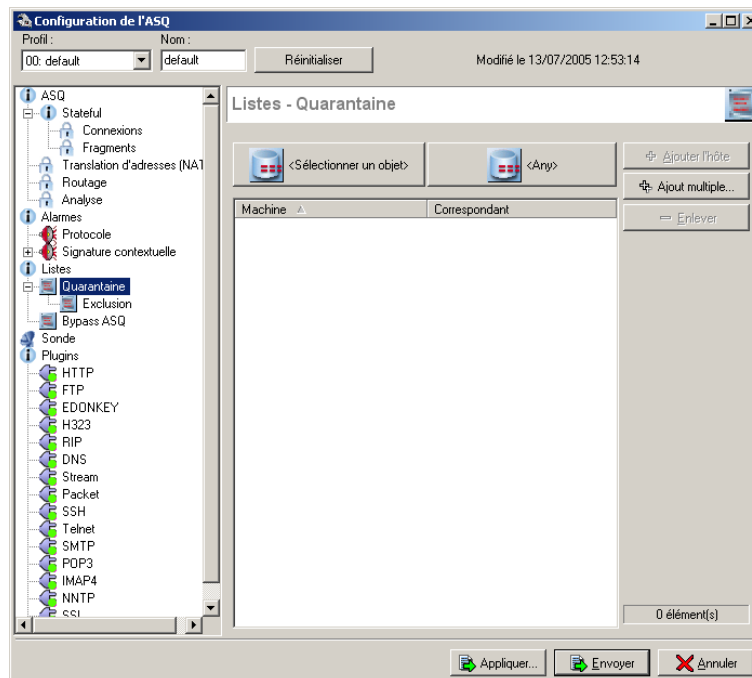 Configuration de l'ASQ
Profil :
Nom :
00: default
default
Réinitialiser
Modifié le 13/07/2005 12:53:14
ASQ
Stateful
Connexions
Fragments
Translation d'adresses (NAT
Routage
Analyse
Alarmes
Protocole
Signature contextuelle
Listes
Quarantaine
Exclusion
Bypass ASQ
Sonde
Plugins
HTTP
FTP
EDONKEY
H323
RIP
DNS
Stream
Packet
SSH
Telnet
SMTP
POP3
IMAP4
NNTP
SSL
Listes - Quarantaine
<Sélectionner un objet>
<Any>
Ajouter l'hôte
Ajout multiple...
Enlever
Machine
Correspondant
0 élément(s)
Appliquer...
Envoyer
Annuler